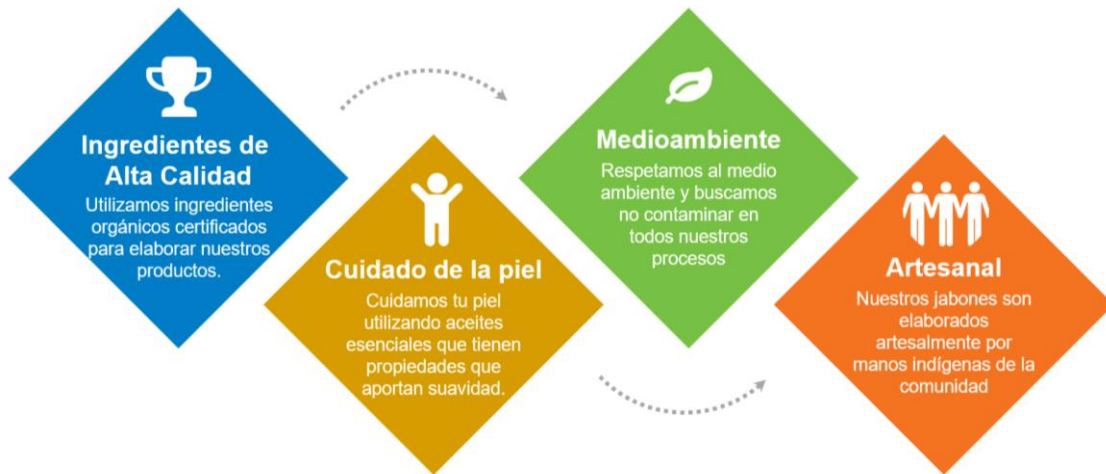 Ingredientes de
Alta Calidad
Utilizamos ingredientes
orgánicos certificados
para elaborar nuestros
productos.
Cuidado de la piel
Cuidamos tu piel
utilizando aceites
esenciales que tienen
propiedades que
aportan suavidad.
Medioambiente
Respetamos al medio
ambiente y buscamos
no contaminar en
todos nuestros
procesos
Artesanal
Nuestros jabones son
elaborados
artesalmente por
manos indígenas de la
comunidad